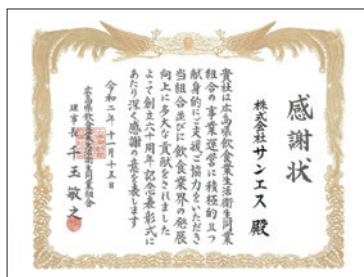 感謝状
株式会社サンエス 殿
貴社は広島県飲食業生活衛生同業
組合の事業運営に積極的且つ
献身的にご支援ご協力をいただき
当組合並びに飲食業界の発展
向上に多大な貢献をされました
よって創立六十周年記念表彰式に
あたり深く感謝の意を表します
令和二年十一月十五日
広島県飲食業生活衛生同業組合
理事長 千玉敏之